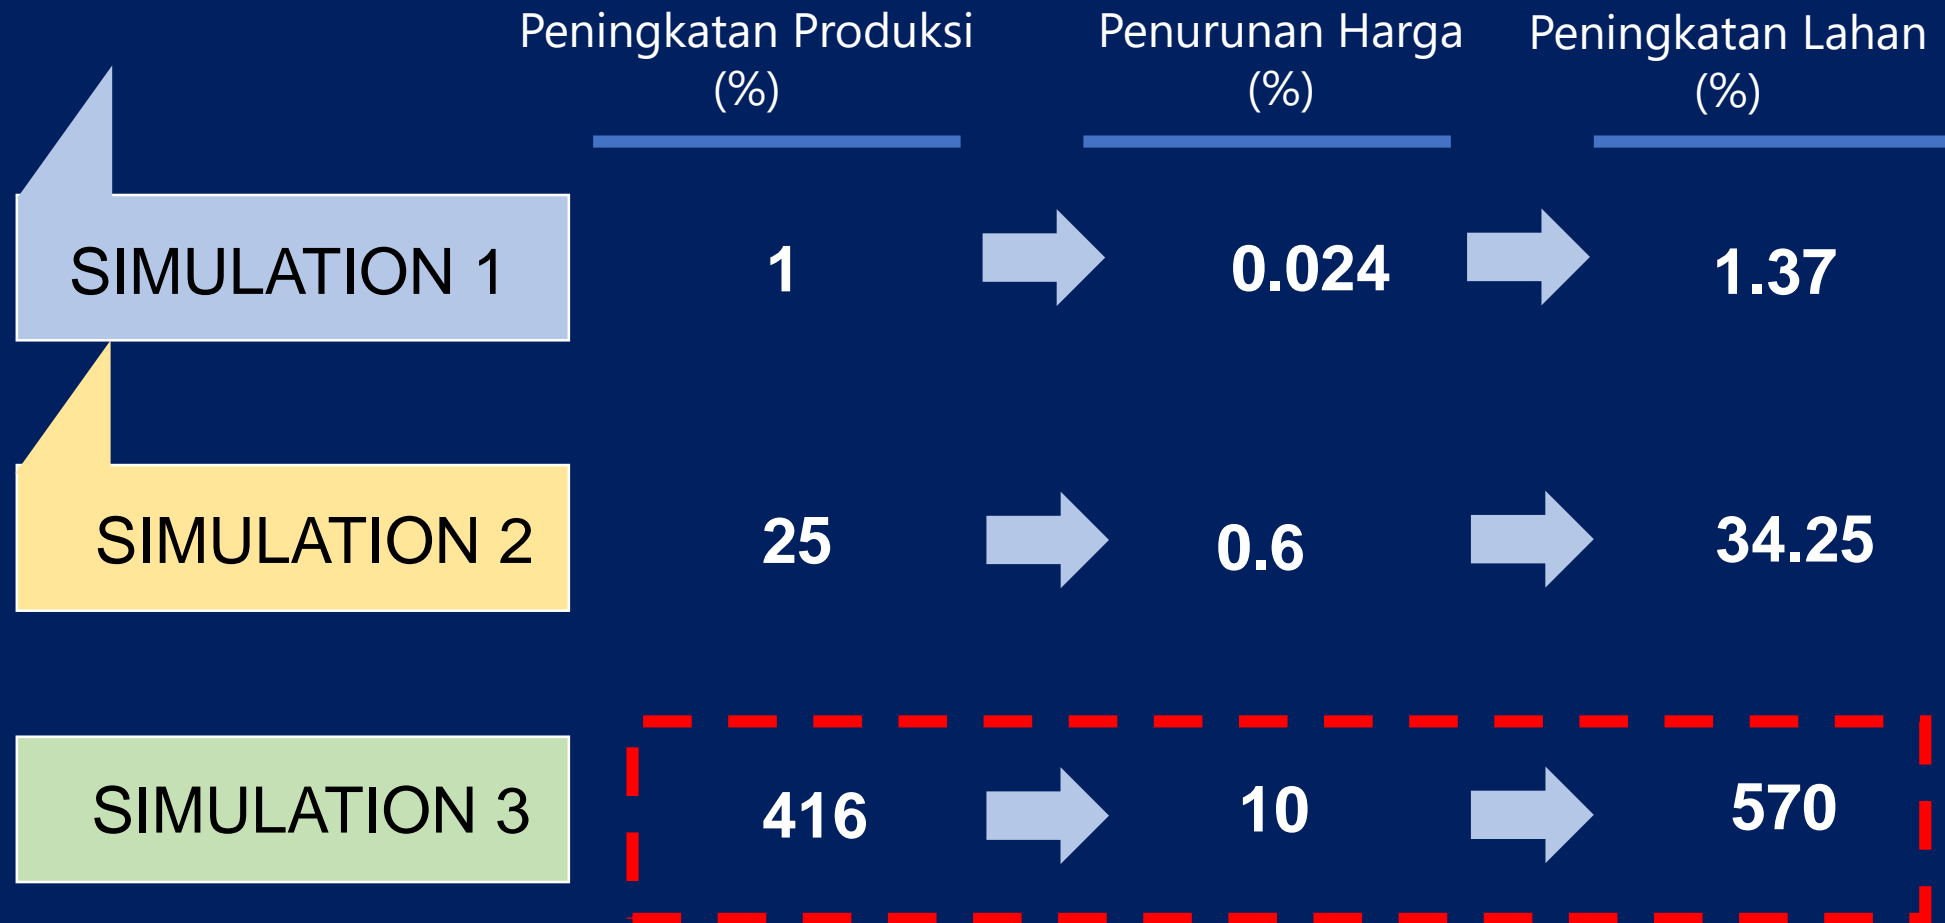 Peningkatan Produksi
(%)
Penurunan Harga
(%)
Peningkatan Lahan
(%)
SIMULATION 1
1
0.024
1.37
SIMULATION 2
25
0.6
34.25
SIMULATION 3
416
10
570